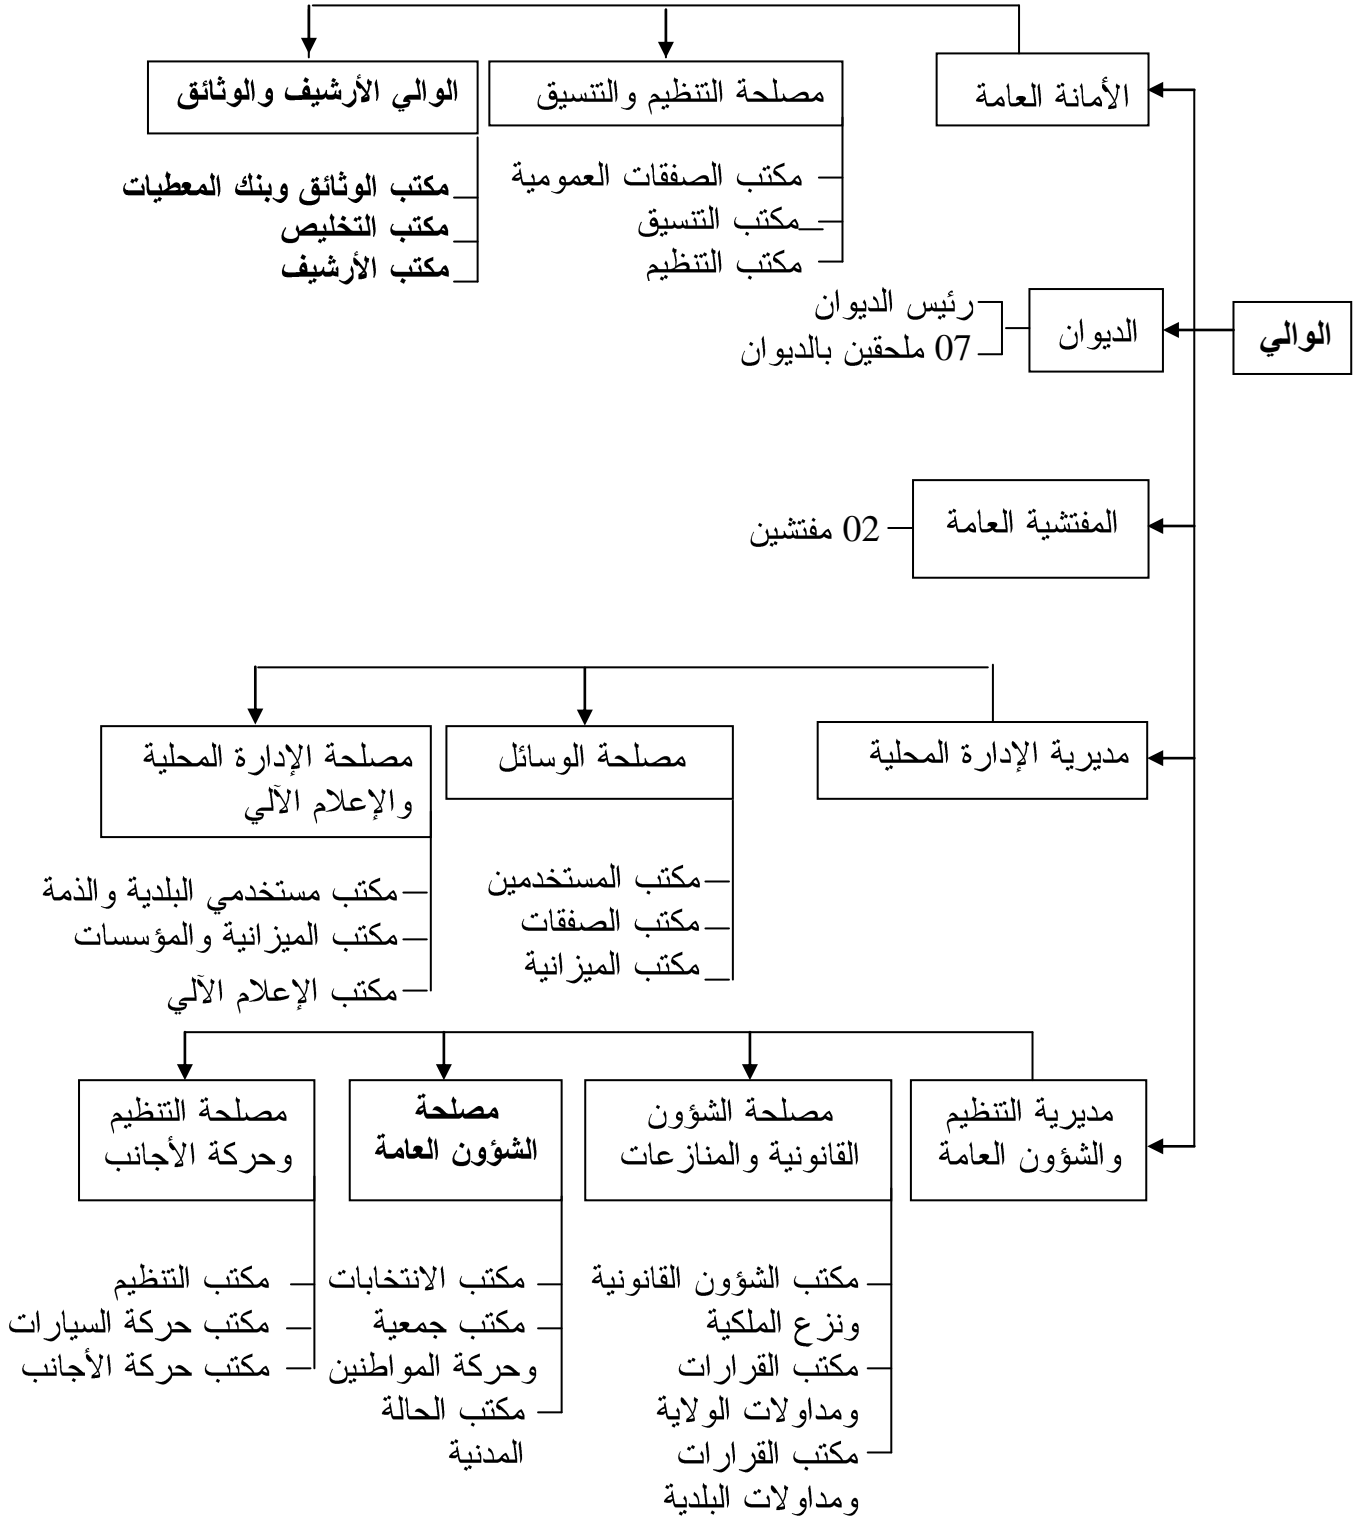 الأمانة العامة
مصلحة التنظيم والتنسيق
الوالي الأرشيف والوثائق
مكتب الصفقات العمومية
مكتب التنسيق
مكتب التنظيم
مكتب الوثائق وبنك المعطيات
مكتب التخليص
مكتب الأرشيف
الوالي
الديوان
رئيس الديوان
07 ملحقين بالديوان
المفتشية العامة
02 مفتشين
مديرية الإدارة المحلية
مصلحة الوسائل
مصلحة الإدارة المحلية
والإعلام الآلي
مكتب المستخدمين
مكتب الصفقات
مكتب الميزانية
مكتب مستخدمي البلدية والذمة
مكتب الميزانية والمؤسسات
مكتب الإعلام الآلي
مديرية التنظيم
والشؤون العامة
مصلحة الشؤون
القانونية والمنازعات
مصلحة
الشؤون العامة
مصلحة التنظيم
وحركة الأجانب
مكتب الشؤون القانونية
ونزع الملكية
مكتب القرارات
ومداولات الولاية
مكتب القرارات
ومداولات البلدية
مكتب الانتخابات
مكتب جمعية
وحركة المواطنين
مكتب الحالة
المدنية
مكتب التنظيم
مكتب حركة السيارات
مكتب حركة الأجانب